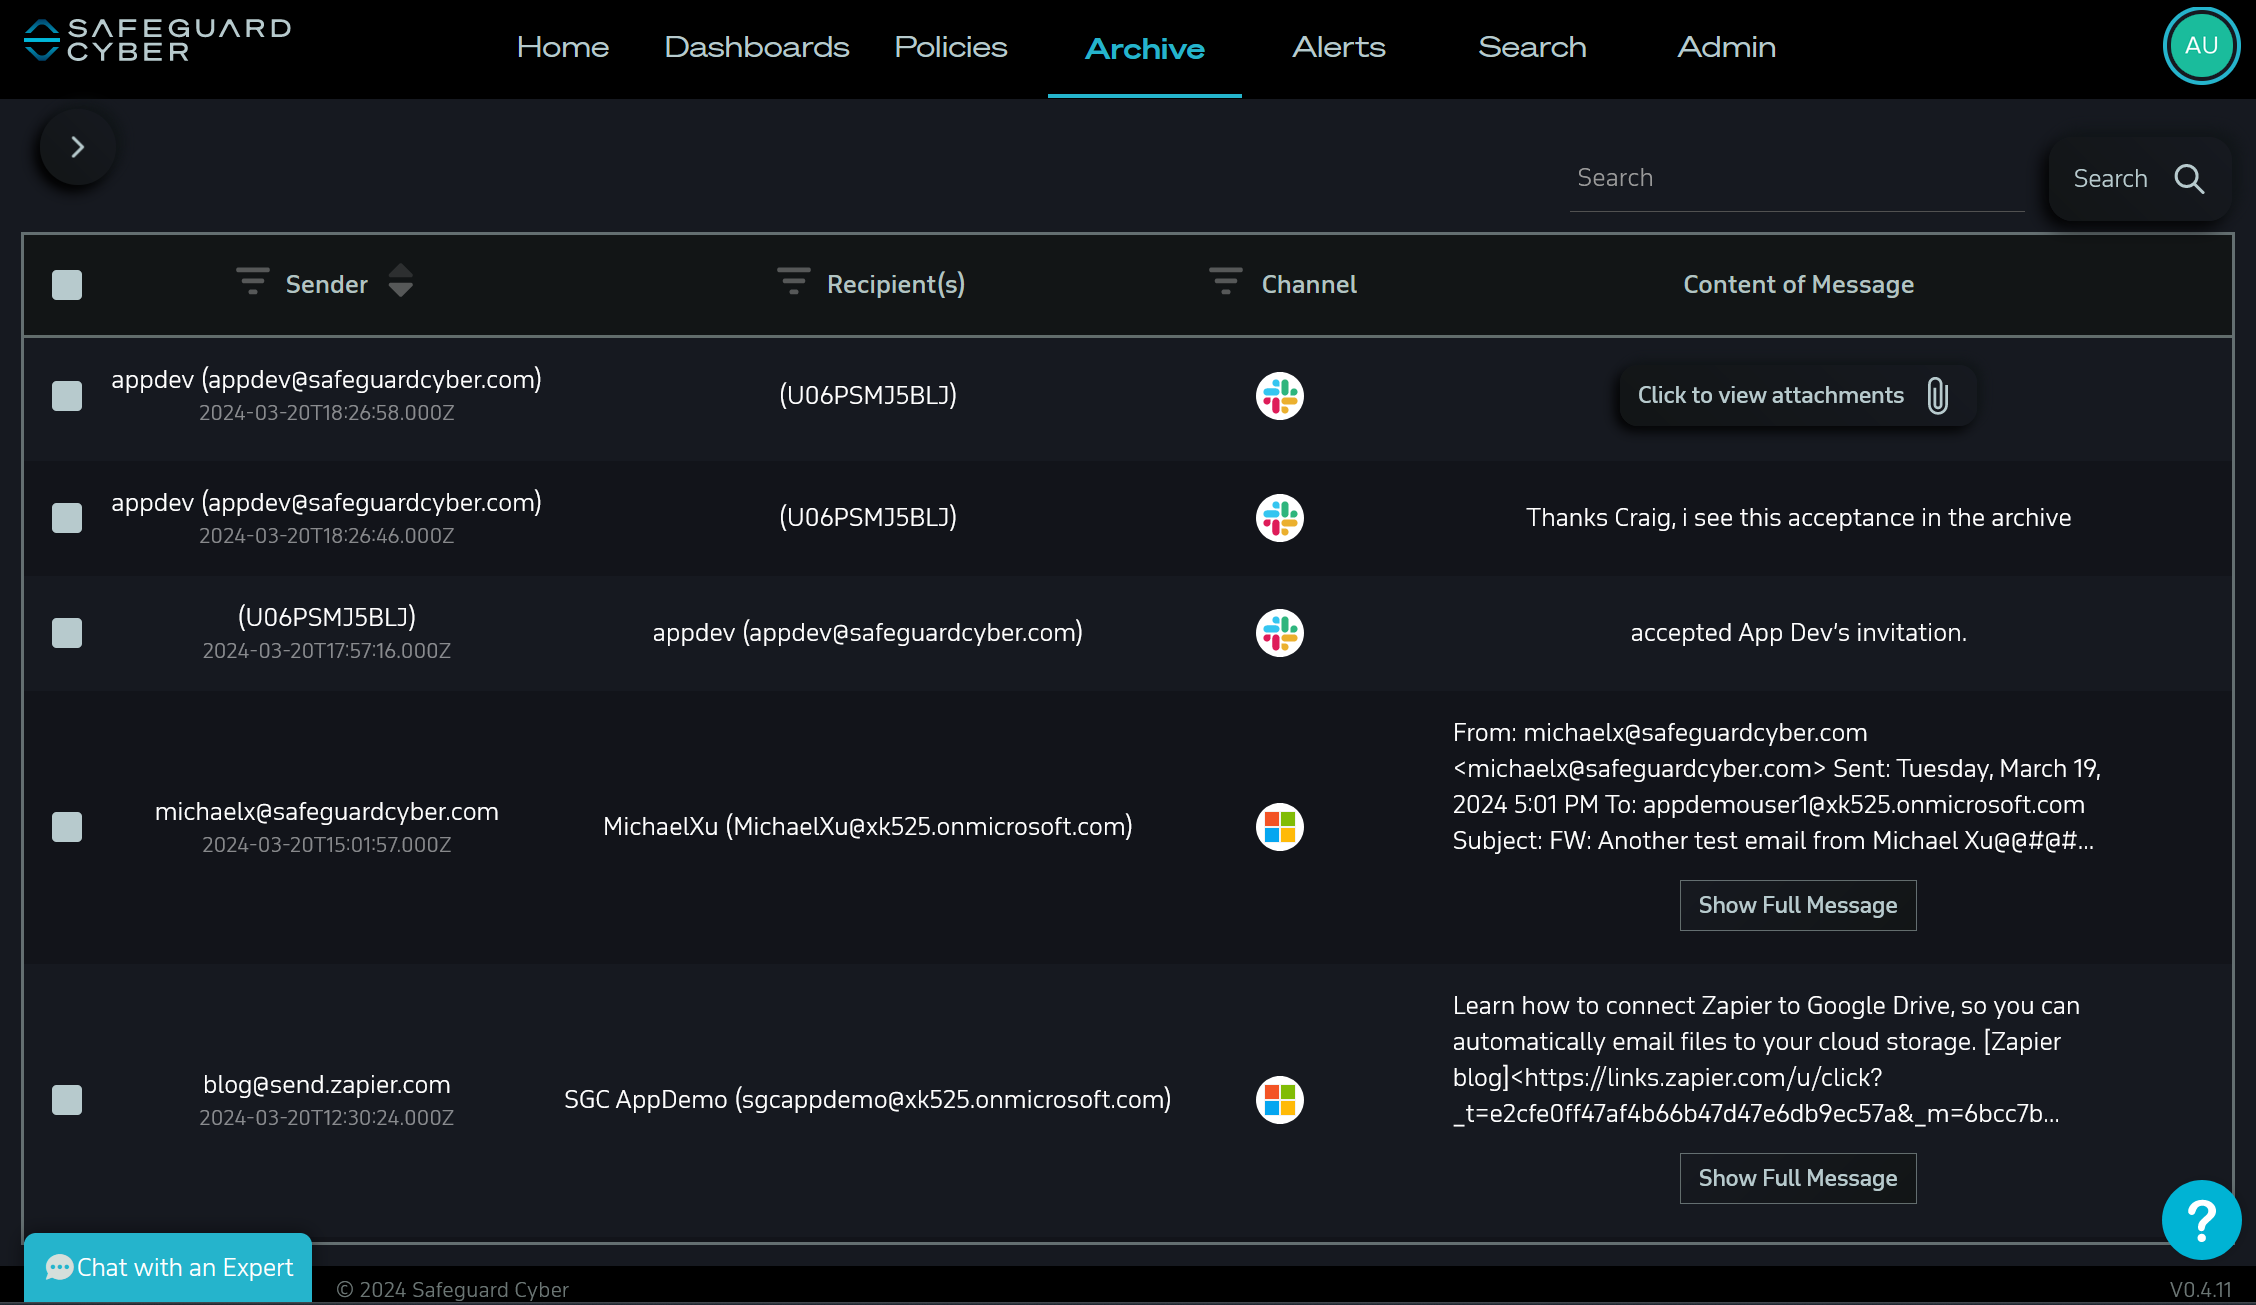 SAFEGUARD
CYBER
Home Dashboards Policies Archive Alerts Search Admin
AU
Search
Search
Sender Recipient(s) Channel Content of Message
appdev (appdev@safeguardcyber.com)
2024-03-20T18:26:58.000Z
(U06PSMJ5BLJ)
Click to view attachments
appdev (appdev@safeguardcyber.com)
2024-03-20T18:26:46.000Z
(U06PSMJ5BLJ)
Thanks Craig, i see this acceptance in the archive
(U06PSMJ5BLJ)
2024-03-20T17:57:16.000Z
appdev (appdev@safeguardcyber.com)
accepted App Dev’s invitation.
michaelx@safeguardcyber.com
2024-03-20T15:01:57.000Z
MichaelXu (MichaelXu@xk525.onmicrosoft.com)
From: michaelx@safeguardcyber.com
<michaelx@safeguardcyber.com> Sent: Tuesday, March 19,
2024 5:01 PM To: appdemouser1@xk525.onmicrosoft.com
Subject: FW: Another test email from Michael Xu@@#@#...
Show Full Message
blog@send.zapier.com
2024-03-20T12:30:24.000Z
SGC AppDemo (sgcappdemo@xk525.onmicrosoft.com)
Learn how to connect Zapier to Google Drive, so you can
automatically email files to your cloud storage. [Zapier
blog]<https://links.zapier.com/u/click?
_t=e2cfe0ff47af4b66b47d47e6db9ec57a&_m=6bcc7b...
Show Full Message
?
Chat with an Expert
© 2024 Safeguard Cyber
V0.4.11